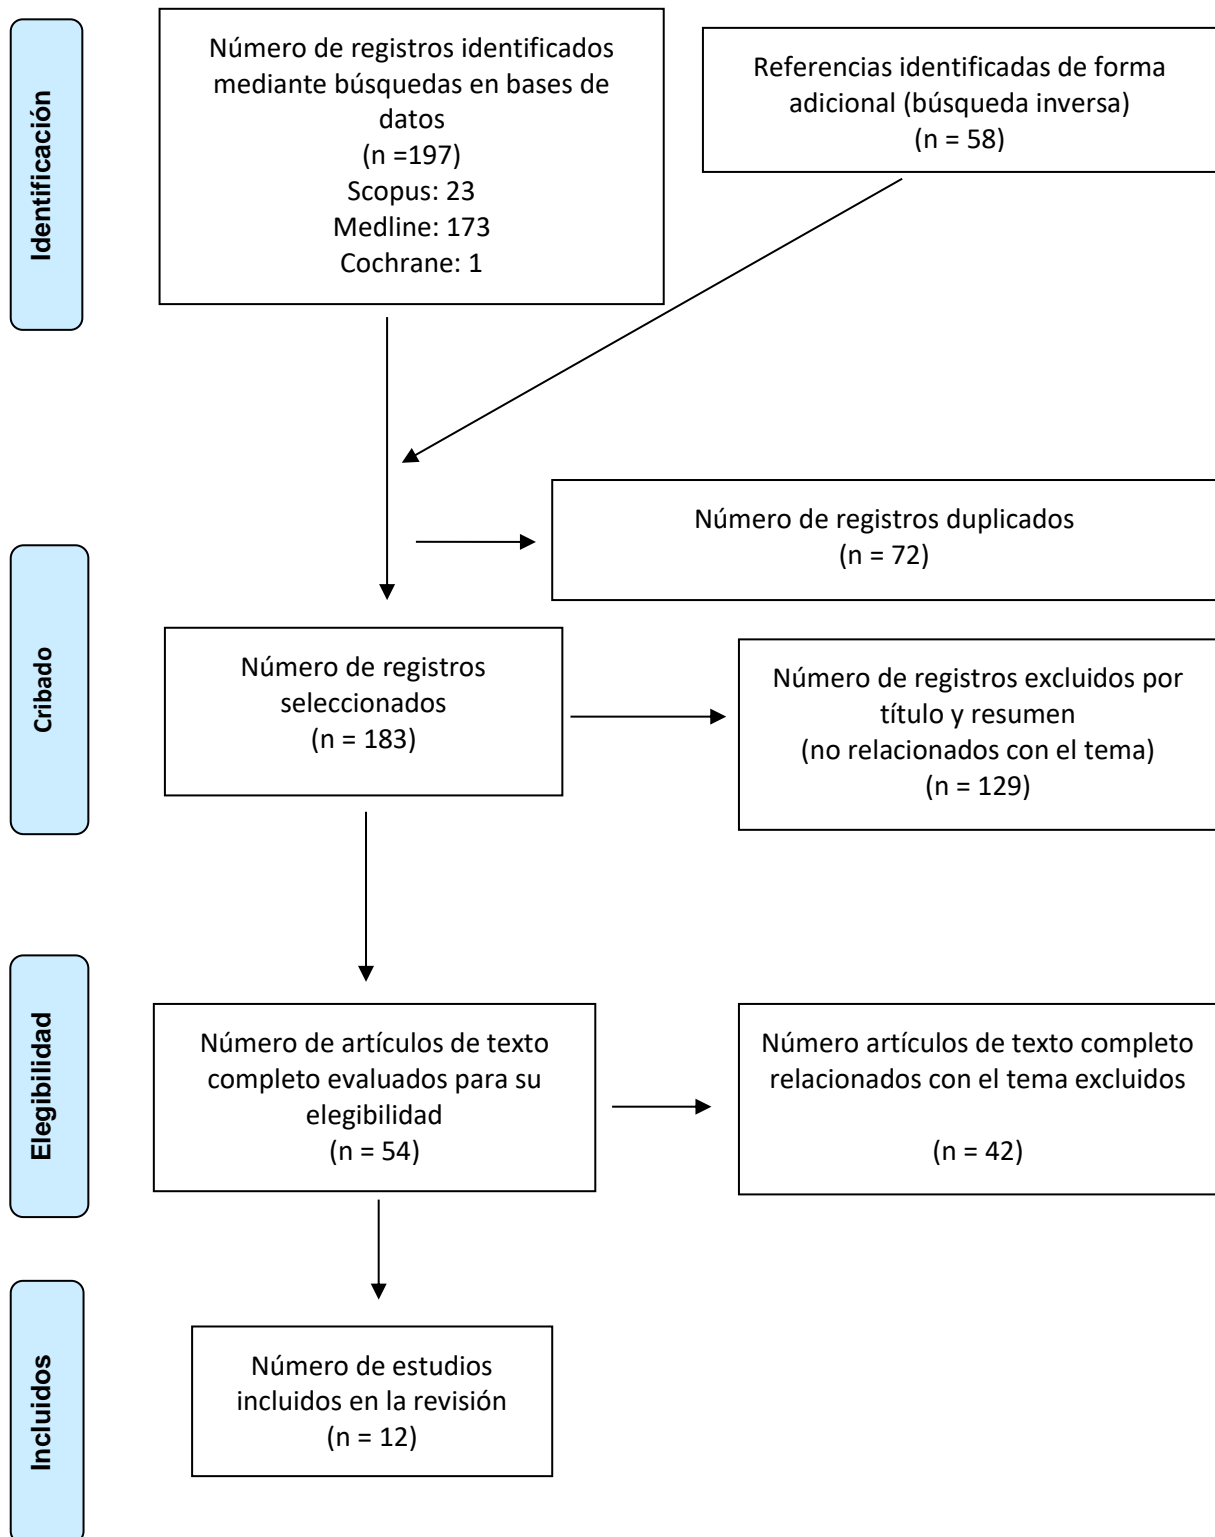 Identificación
Número de registros identificados
mediante búsquedas en bases de
datos
(n =197)
Scopus: 23
Medline: 173
Cochrane: 1
Referencias identificadas de forma
adicional (búsqueda inversa)
(n = 58)
Número de registros duplicados
(n = 72)
Cribado
Número de registros
seleccionados
(n = 183)
Número de registros excluidos por
título y resumen
(no relacionados con el tema)
(n = 129)
Elegibilidad
Número de artículos de texto
completo evaluados para su
elegibilidad
(n = 54)
Número artículos de texto completo
relacionados con el tema excluidos
(n = 42)
Incluidos
Número de estudios
incluidos en la revisión
(n = 12)